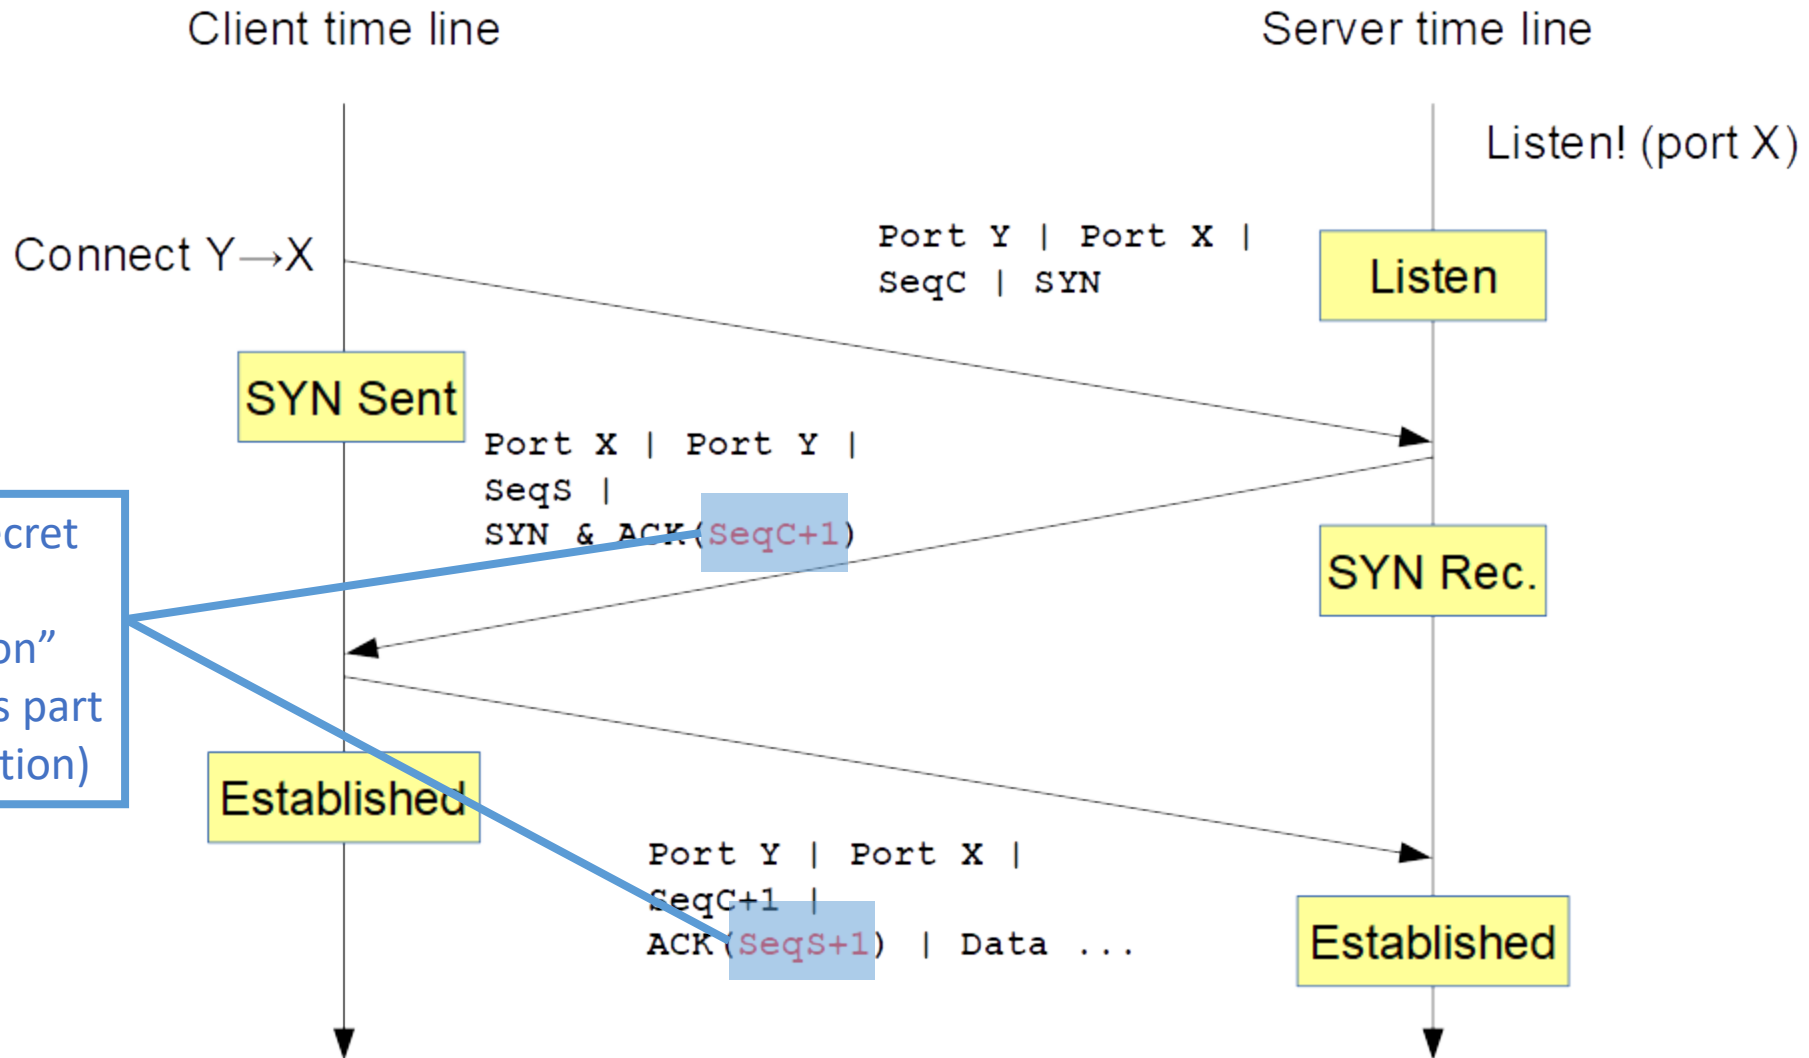 Client time line
Server time line
Listen! (port X)
Connect Y→X
Port Y | Port X |
SeqC | SYN
Listen
SYN Sent
Port X | Port Y |
SeqS |
SYN & ACK(SeqC+1)
SYN Rec.
ecret
on”
s part
tion)
Established
Port Y | Port X |
SeqC+1 |
ACK(SeqS+1) | Data ...
Established